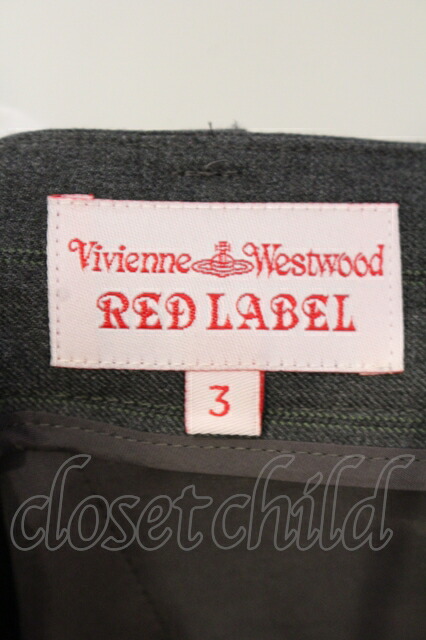 Vivienne Westwood
RED LABEL
3
closetchild